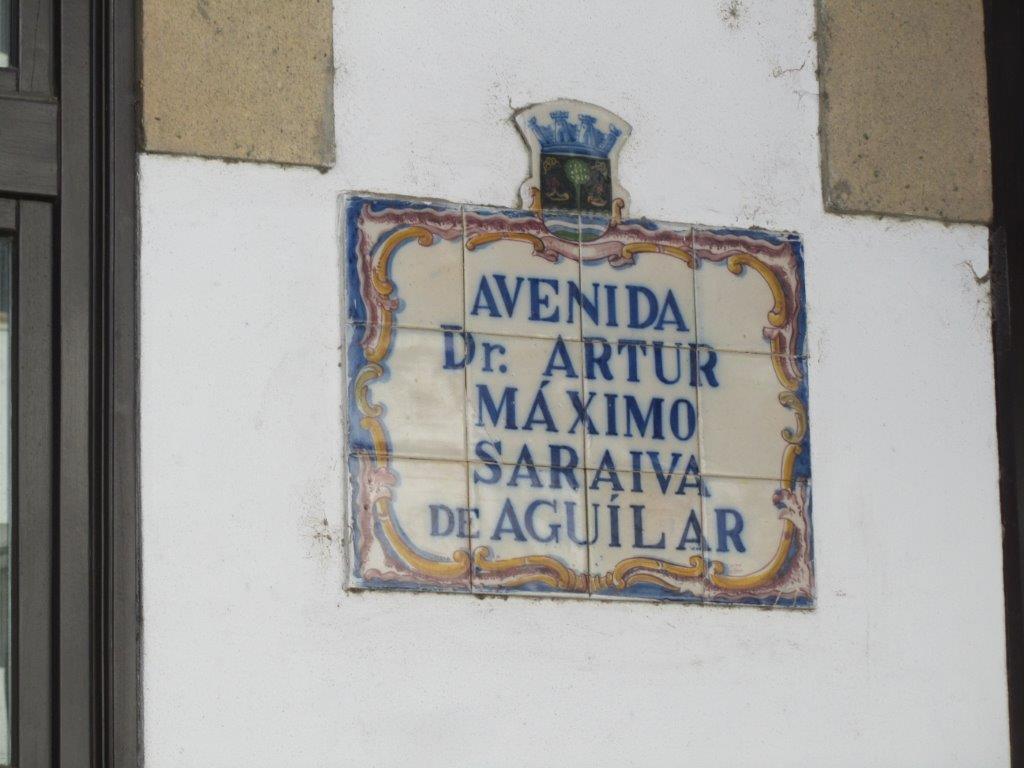 AVENIDA
Dr. ARTUR
MÁXIMO
SARAIVA
DE AGUÍLAR